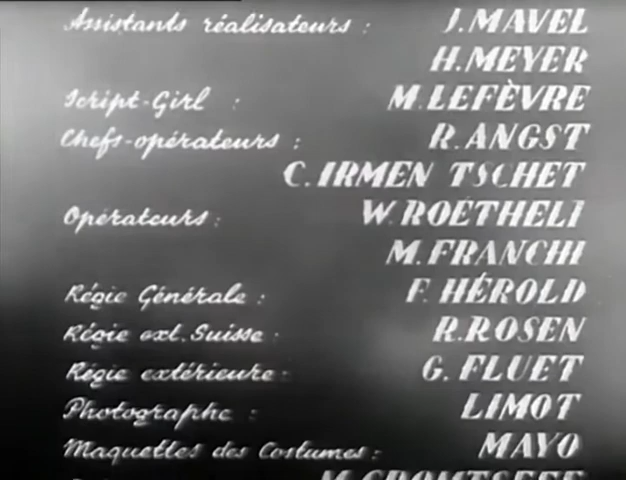 Assistants réalisateurs : J. MAVEL
H. MEYER
Script-Girl : M. LEFÈVRE
Chefs-opérateurs : R. ANGST
C. IRMEN TSCHET
Opérateurs : W. ROÉTHELI
M. FRANCHI
Régie Générale : F. HÉROLD
Régie ext. Suisse : R. ROSEN
Régie extérieure : G. FLUET
Photographe : LIMOT
Maquettes des Costumes : MAYO